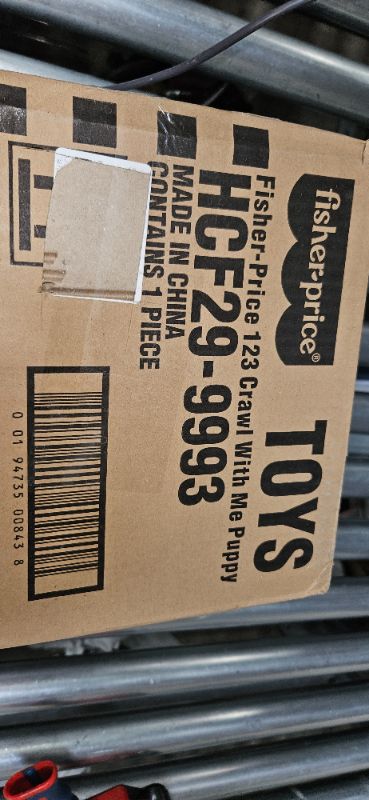 fisher-price®
TOYS
Fisher-Price 123 Crawl With Me Puppy
HCF29-9993
MADE IN CHINA
CONTAINS 1 PIECE
0 01 94735 00843 8